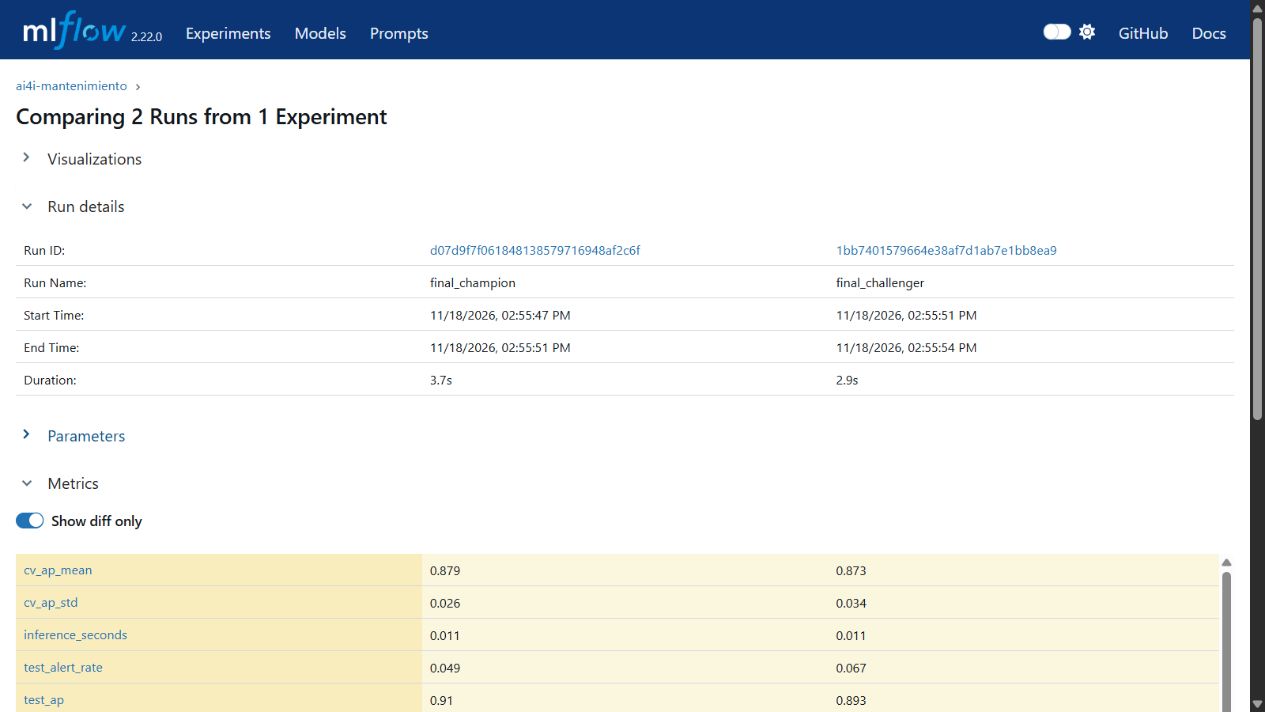 mlflow 2.22.0 Experiments Models Prompts GitHub Docs
ai4i-mantenimiento ›
Comparing 2 Runs from 1 Experiment
Visualizations
Run details
Run ID: d07d9f7f061848138579716948af2c6f 1bb7401579664e38af7d1ab7e1bb8ea9
Run Name: final_champion final_challenger
Start Time: 11/18/2026, 02:55:47 PM 11/18/2026, 02:55:51 PM
End Time: 11/18/2026, 02:55:51 PM 11/18/2026, 02:55:54 PM
Duration: 3.7s 2.9s
Parameters
Metrics
Show diff only
cv_ap_mean 0.879 0.873
cv_ap_std 0.026 0.034
inference_seconds 0.011 0.011
test_alert_rate 0.049 0.067
test_ap 0.91 0.893